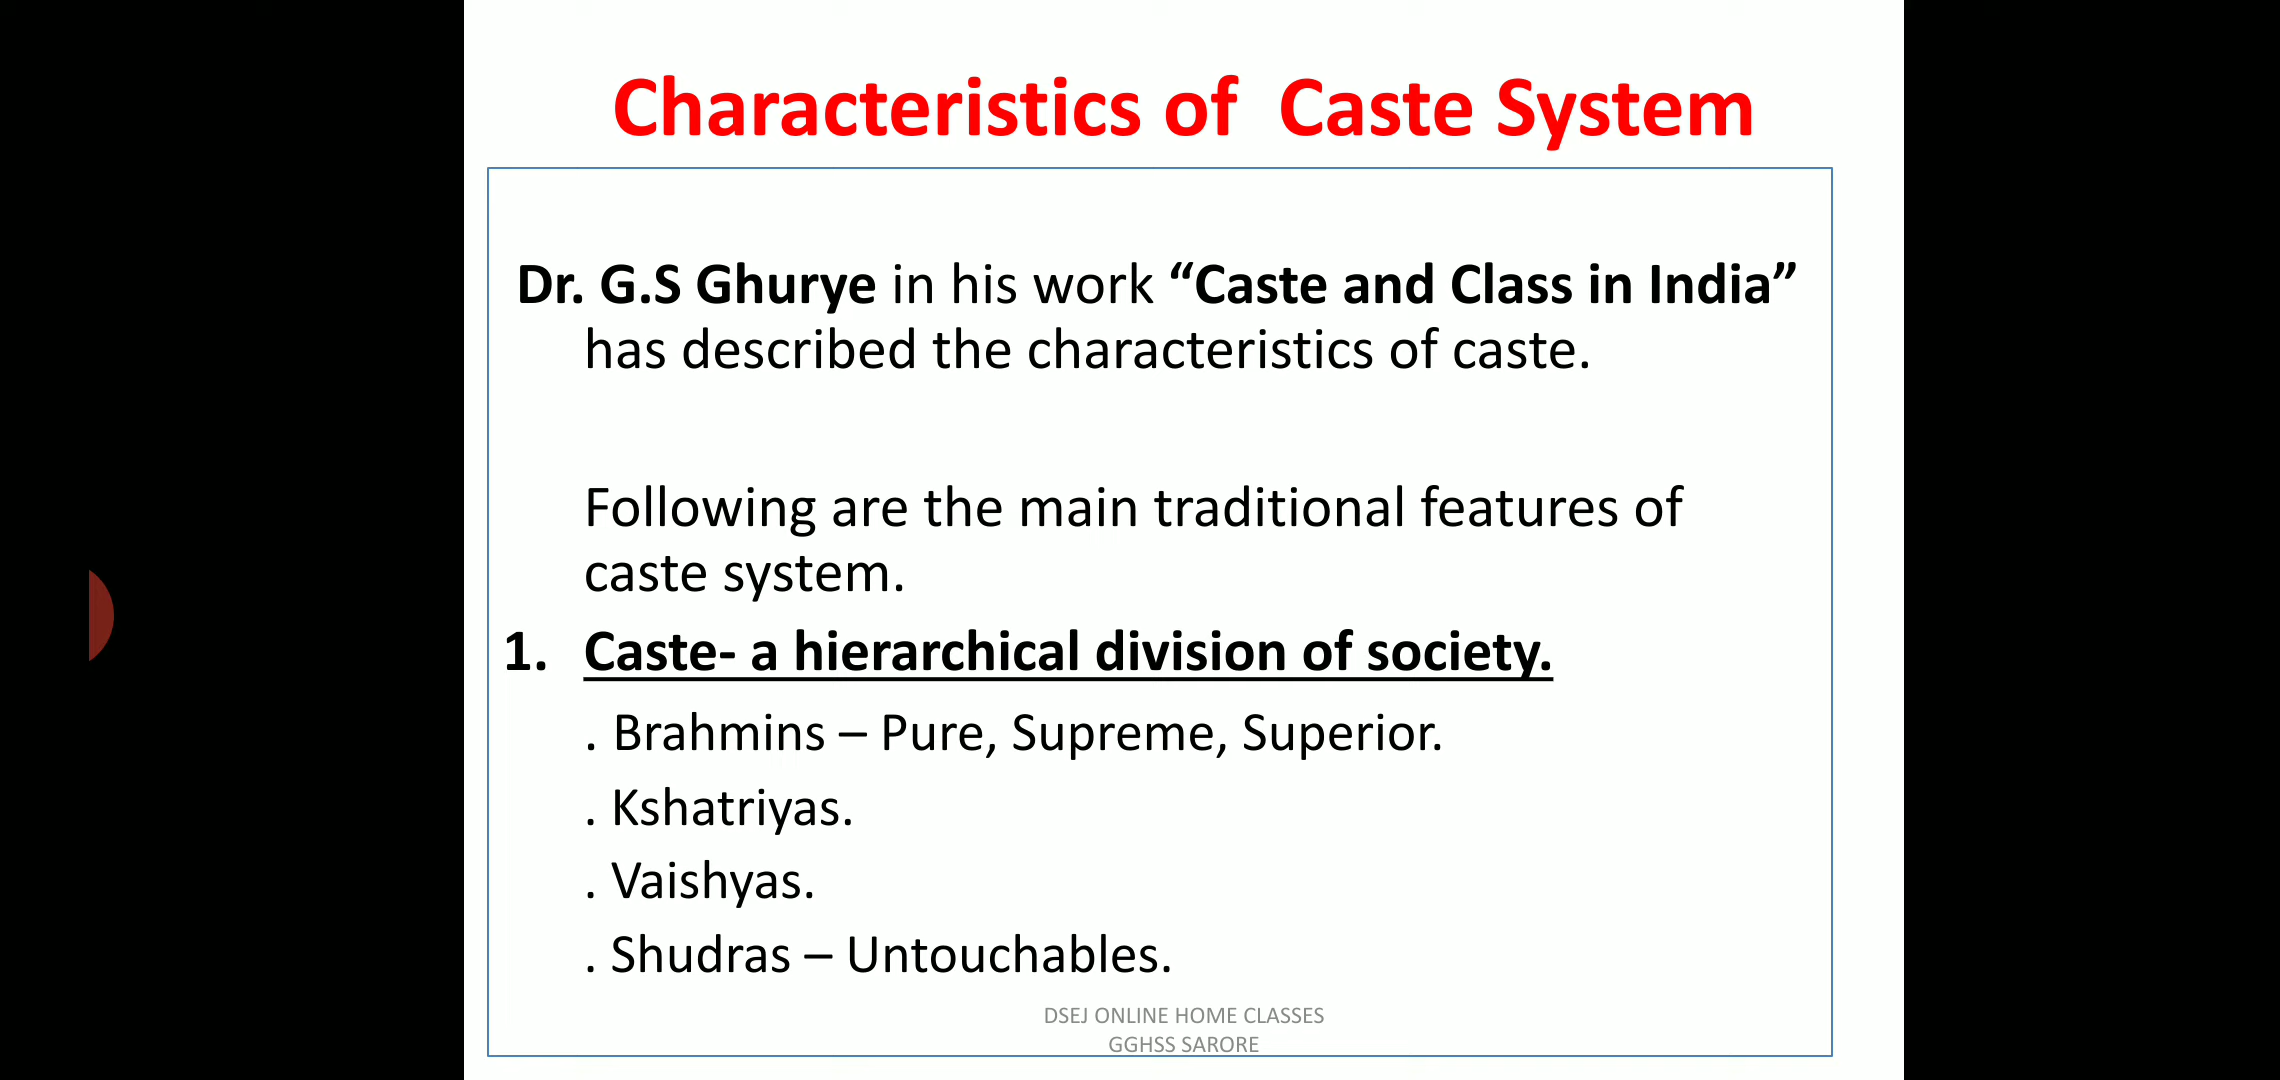 Characteristics of  Caste System
Dr. G.S Ghurye in his work “Caste and Class in India”
has described the characteristics of caste.
Following are the main traditional features of
caste system.
1. Caste- a hierarchical division of society.
. Brahmins – Pure, Supreme, Superior.
. Kshatriyas.
. Vaishyas.
. Shudras – Untouchables.
DSEJ ONLINE HOME CLASSES
GGHSS SARORE